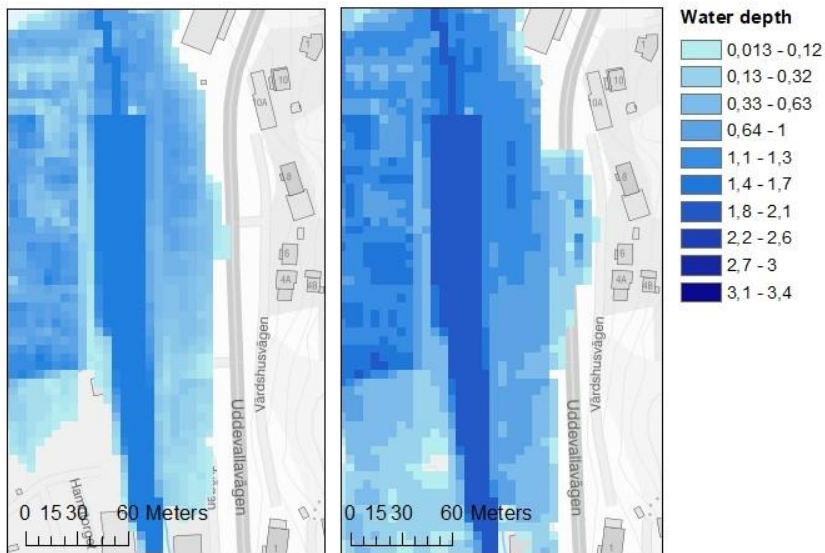 Water depth
0,013 - 0,12
0,13 - 0,32
0,33 - 0,63
0,64 - 1
1,1 - 1,3
1,4 - 1,7
1,8 - 2,1
2,2 - 2,6
2,7 - 3
3,1 - 3,4
1
10
10A
8
6
4A
4B
Värdshusvägen
Uddevallavägen
0 15 30 60 Meters
1
1
10
10A
8
6
4A
4B
Värdshusvägen
Uddevallavägen
0 15 30 60 Meters
1